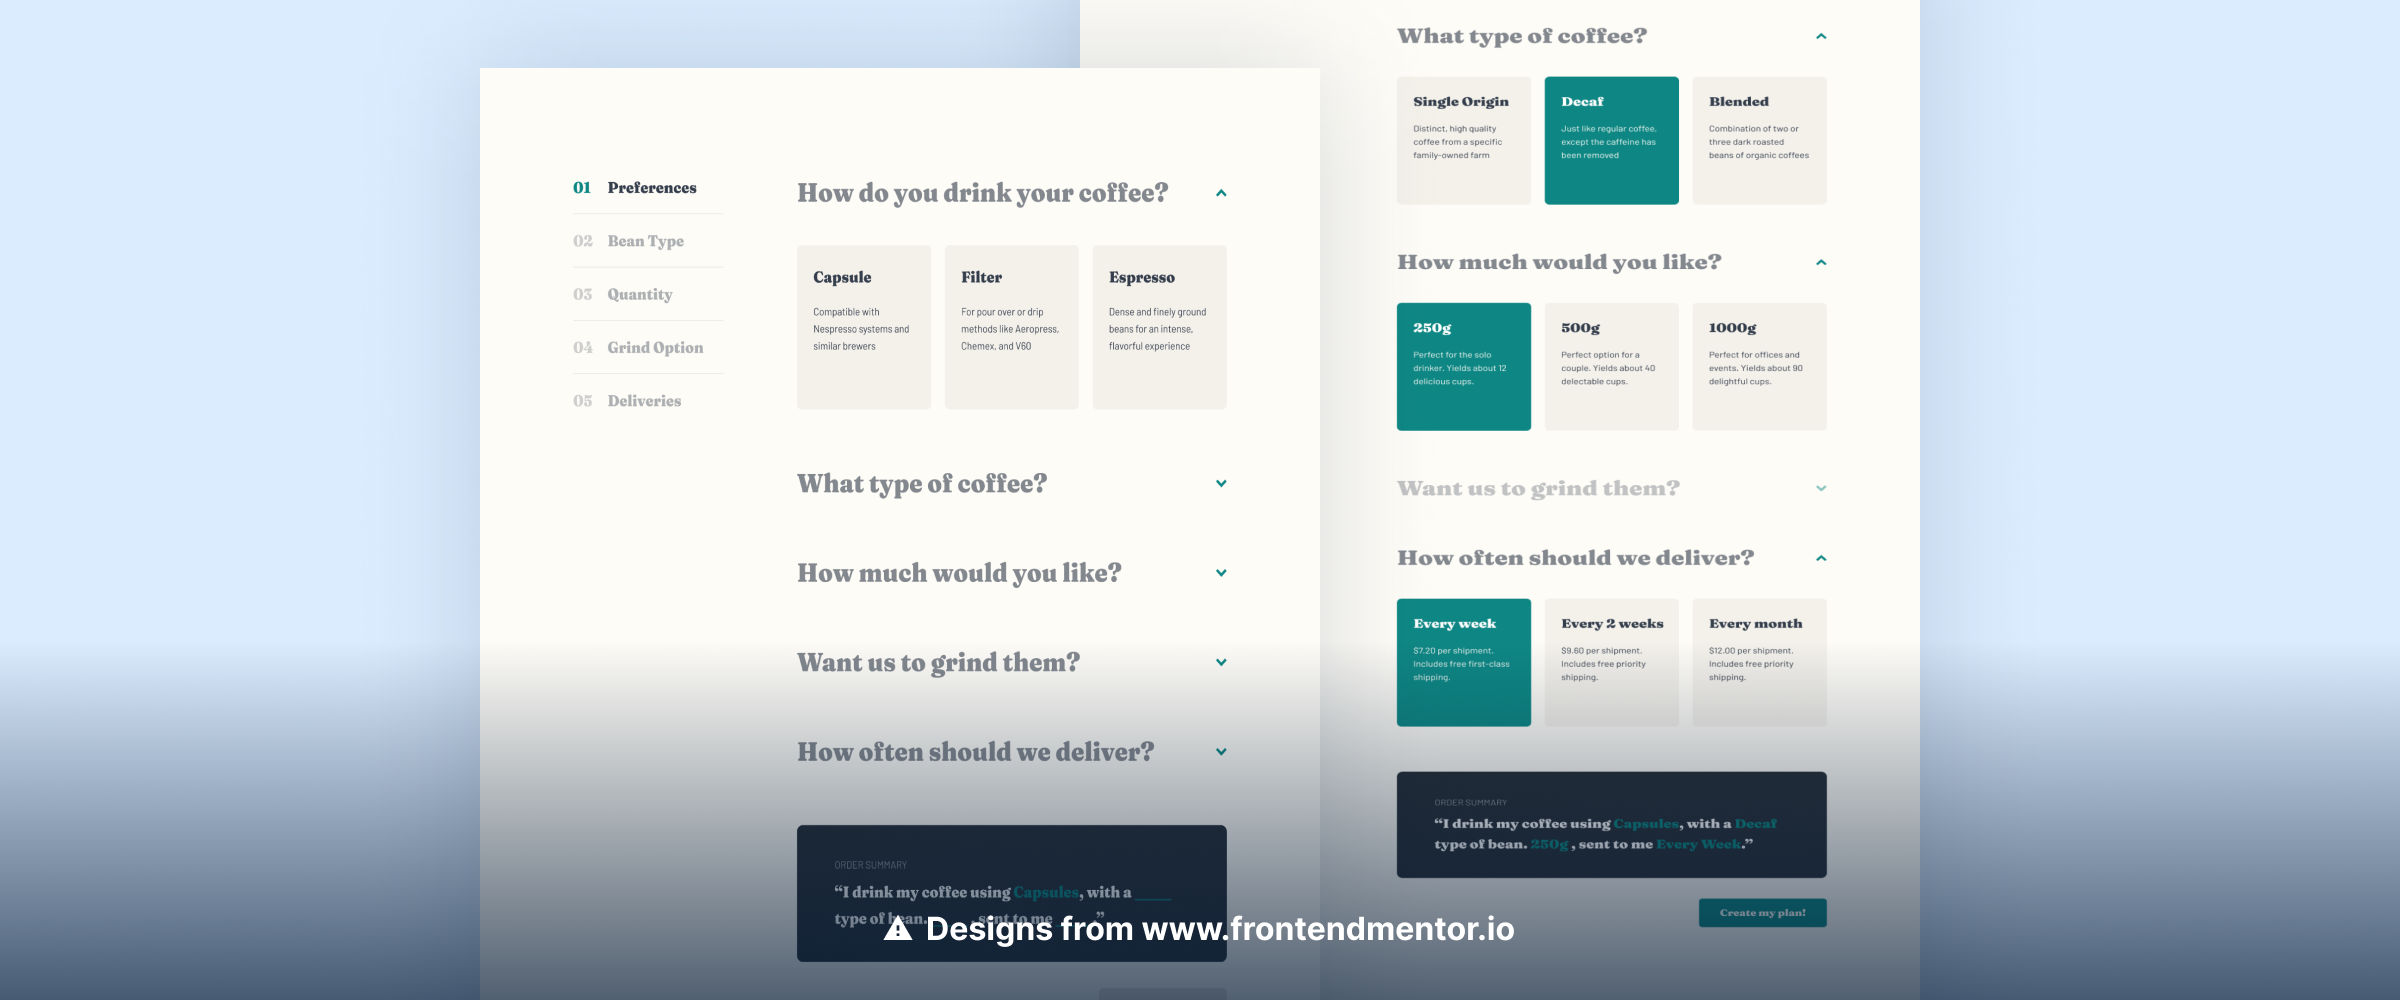 01 Preferences
02 Bean Type
03 Quantity
04 Grind Option
05 Deliveries
How do you drink your coffee?
Capsule
Compatible with
Nespresso systems and
similar brewers
Filter
For pour over or drip
methods like Aeropress,
Chemex, and V60
Espresso
Dense and finely ground
beans for an intense,
flavorful experience
What type of coffee?
How much would you like?
Want us to grind them?
How often should we deliver?
ORDER SUMMARY
“I drink my coffee using Capsules, with a _____
type of bean. , sent to me .”
What type of coffee?
Single Origin
Distinct, high quality
coffee from a specific
family-owned farm
Decaf
Just like regular coffee,
except the caffeine has
been removed
Blended
Combination of two or
three dark roasted
beans of organic coffees
How much would you like?
250g
Perfect for the solo
drinker. Yields about 12
delicious cups.
500g
Perfect option for a
couple. Yields about 40
delectable cups.
1000g
Perfect for offices and
events. Yields about 90
delightful cups.
Want us to grind them?
How often should we deliver?
Every week
$7.20 per shipment.
Includes free first-class
shipping.
Every 2 weeks
$9.60 per shipment.
Includes free priority
shipping.
Every month
$12.00 per shipment.
Includes free priority
shipping.
ORDER SUMMARY
“I drink my coffee using Capsules, with a Decaf
type of bean. 250g , sent to me Every Week.”
Create my plan!
Designs from www.frontendmentor.io